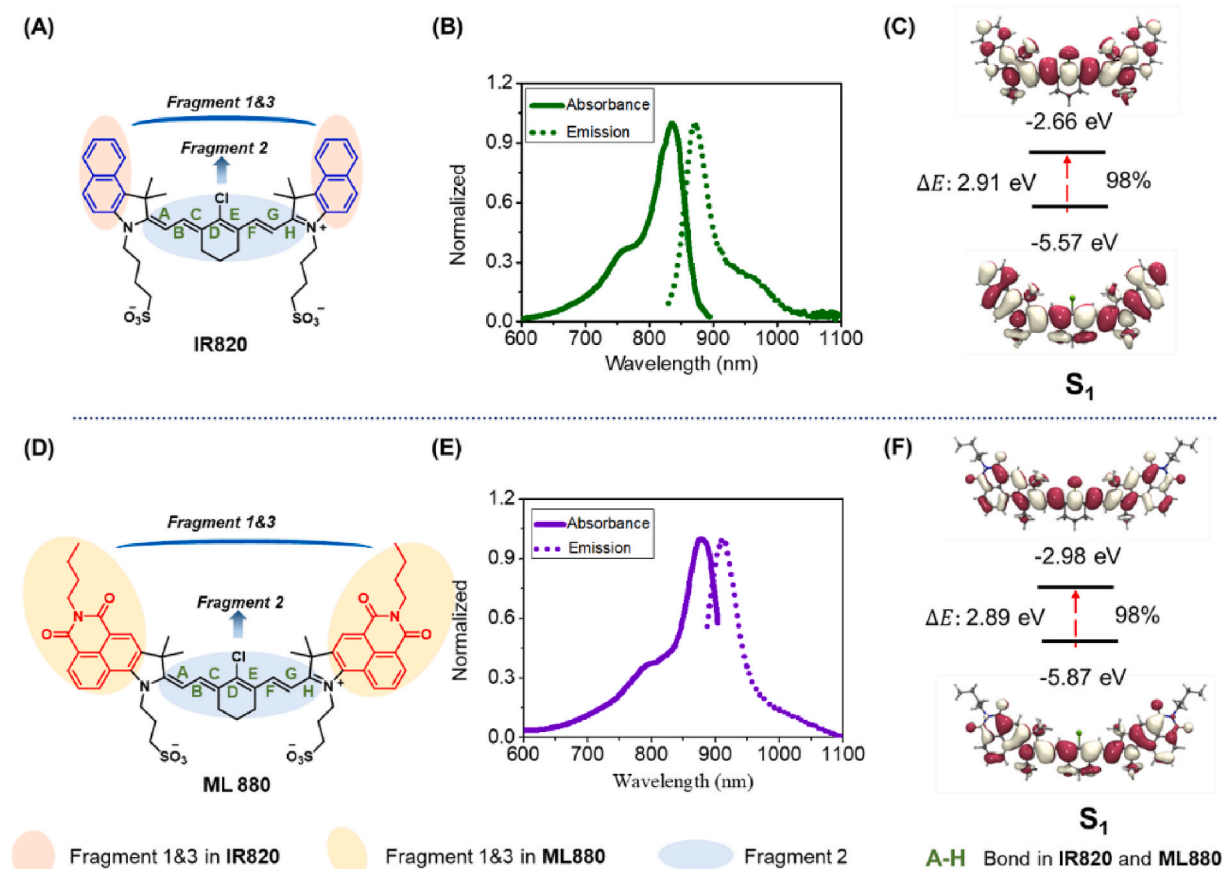 (A)
Fragment 1&3
Fragment 2
Cl
A C E G
B D F H
N N+
O₃S⁻ SO₃⁻
IR820
(B)
Absorbance
Emission
Normalized
1.2
0.9
0.6
0.3
0.0
600 700 800 900 1000 1100
Wavelength (nm)
(C)
-2.66 eV
ΔE: 2.91 eV 98%
-5.57 eV
S₁
(D)
Fragment 1&3
Fragment 2
O N O O N O
Cl
A C E G
B D F H
N N+
SO₃⁻ O₃S⁻
ML 880
(E)
Absorbance
Emission
Normalized
1.2
0.9
0.6
0.3
0.0
600 700 800 900 1000 1100
Wavelength (nm)
(F)
-2.98 eV
ΔE: 2.89 eV 98%
-5.87 eV
S₁
Fragment 1&3 in IR820 Fragment 1&3 in ML880 Fragment 2 A-H Bond in IR820 and ML880